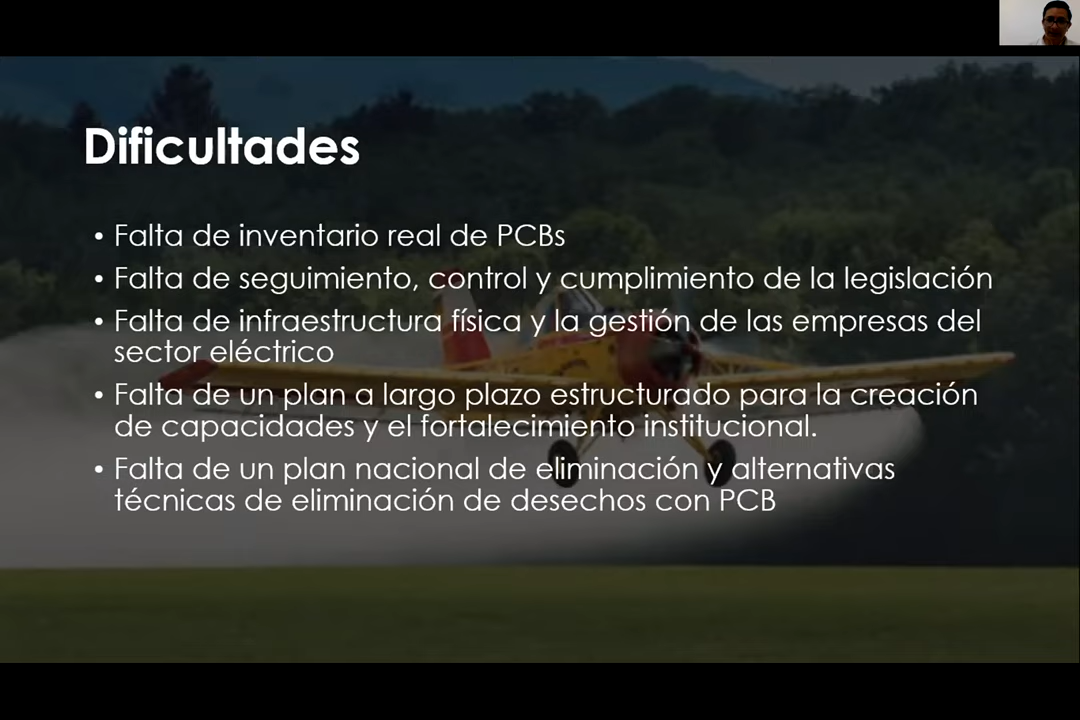 Dificultades
• Falta de inventario real de PCBs
• Falta de seguimiento, control y cumplimiento de la legislación
• Falta de infraestructura física y la gestión de las empresas del
sector eléctrico
• Falta de un plan a largo plazo estructurado para la creación
de capacidades y el fortalecimiento institucional.
• Falta de un plan nacional de eliminación y alternativas
técnicas de eliminación de desechos con PCB